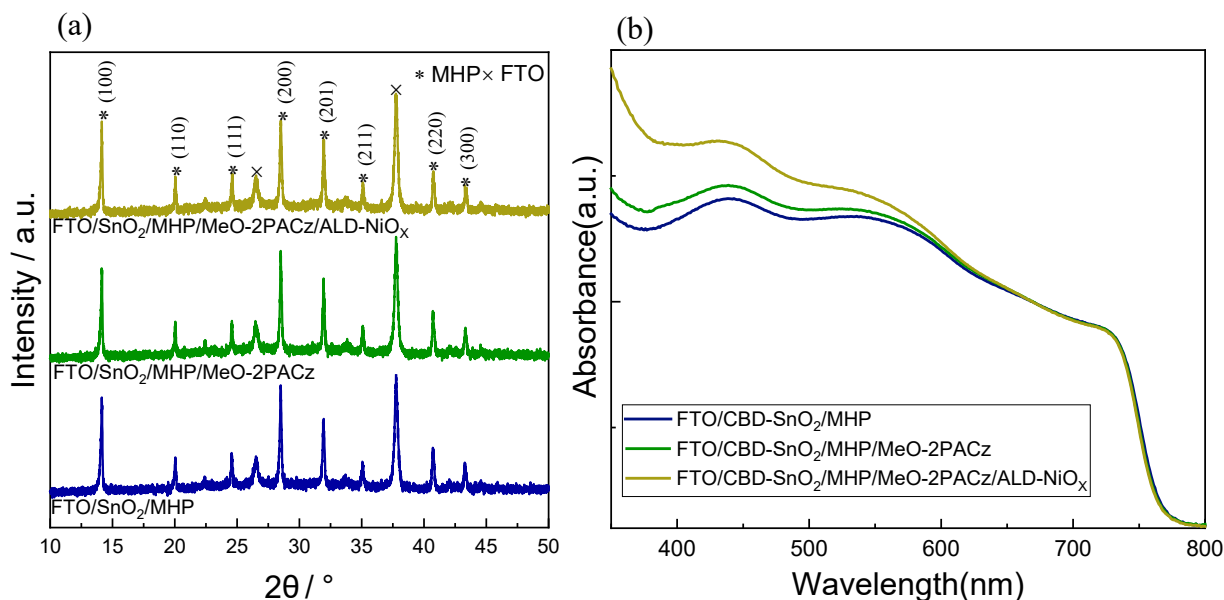 (a)
* MHP× FTO
* (100)
* (110)
* (111)
×
* (200)
* (201)
* (211)
×
* (220)
* (300)
FTO/SnO₂/MHP/MeO-2PACz/ALD-NiOₓ
FTO/SnO₂/MHP/MeO-2PACz
FTO/SnO₂/MHP
Intensity / a.u.
10 15 20 25 30 35 40 45 50
2θ / °
(b)
Absorbance(a.u.)
FTO/CBD-SnO₂/MHP
FTO/CBD-SnO₂/MHP/MeO-2PACz
FTO/CBD-SnO₂/MHP/MeO-2PACz/ALD-NiOₓ
400 500 600 700 800
Wavelength(nm)